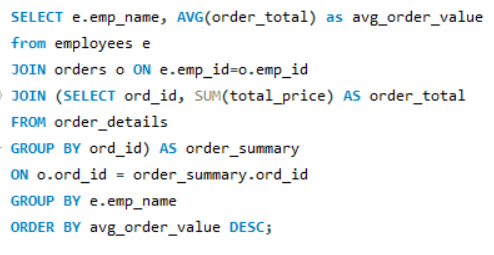 SELECT e.emp_name, AVG(order_total) as avg_order_value
from employees e
JOIN orders o ON e.emp_id=o.emp_id
JOIN (SELECT ord_id, SUM(total_price) AS order_total
FROM order_details
GROUP BY ord_id) AS order_summary
ON o.ord_id = order_summary.ord_id
GROUP BY e.emp_name
ORDER BY avg_order_value DESC;